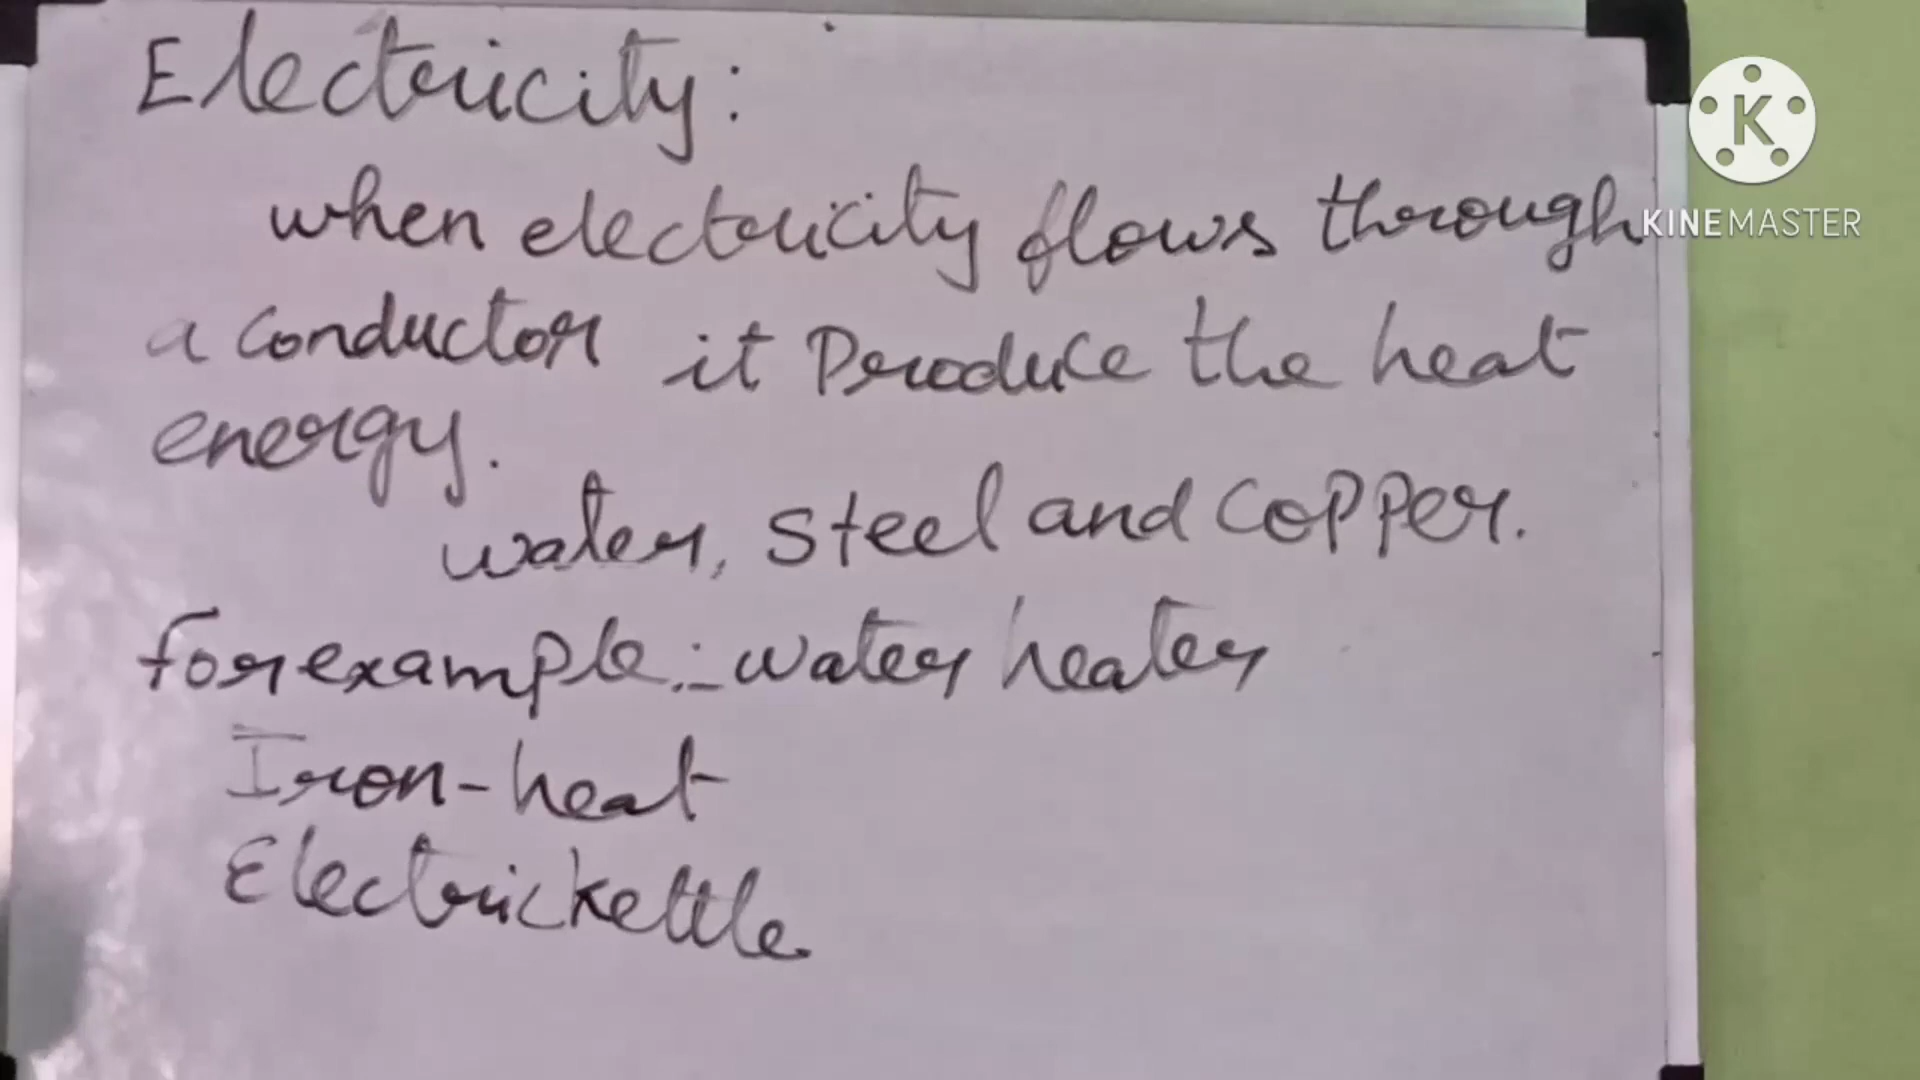 Electricity:
when electricity flows through
a conductor it Produce the heat
energy.
water, steel and copper.
for example:- water heater
Iron-heat
Electrickettle.
K
KINEMASTER